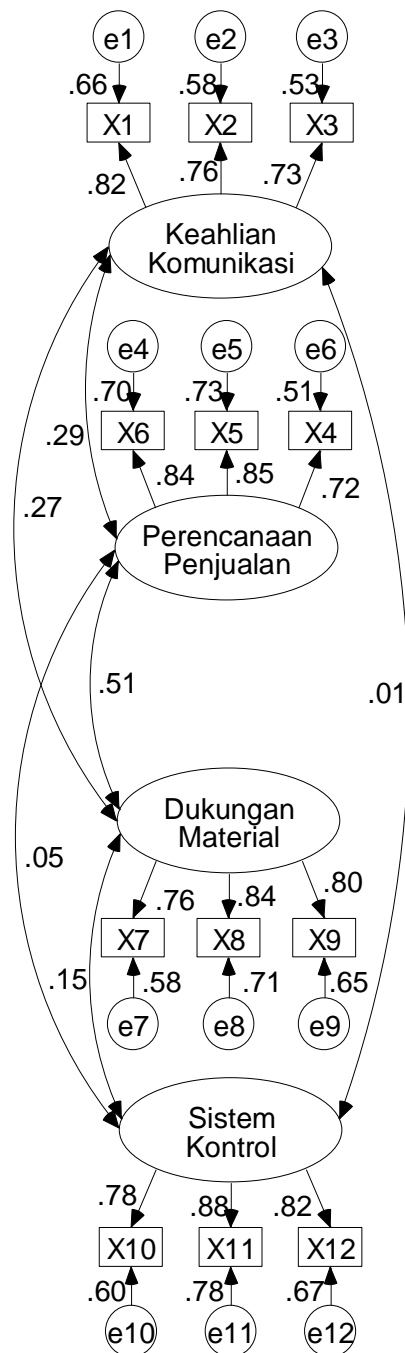 e1 e2 e3
.66 .58 .53
X1 X2 X3
.82 .76 .73
Keahlian
Komunikasi
e4 e5 e6
.70 .73 .51
X6 X5 X4
.29
.84 .85 .72
.27
Perencanaan
Penjualan
.51
.01
Dukungan
Material
.05
.76 .84 .80
X7 X8 X9
.15
.58 .71 .65
e7 e8 e9
Sistem
Kontrol
.78 .88 .82
X10 X11 X12
.60 .78 .67
e10 e11 e12